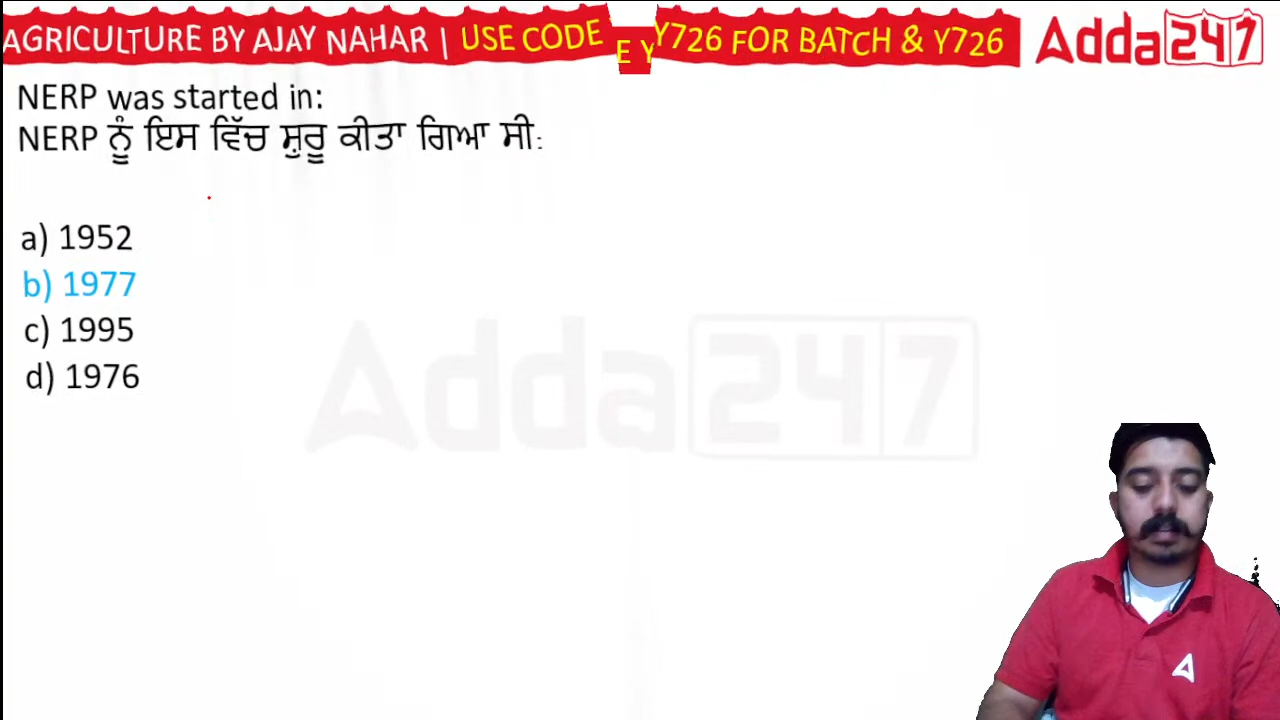 AGRICULTURE BY AJAY NAHAR | USE CODE E Y Y726 FOR BATCH & Y726 Adda247
NERP was started in:
NERP ਨੂੰ ਇਸ ਵਿੱਚ ਸ਼ੁਰੂ ਕੀਤਾ ਗਿਆ ਸੀ:
a) 1952
b) 1977
c) 1995
d) 1976
Adda247